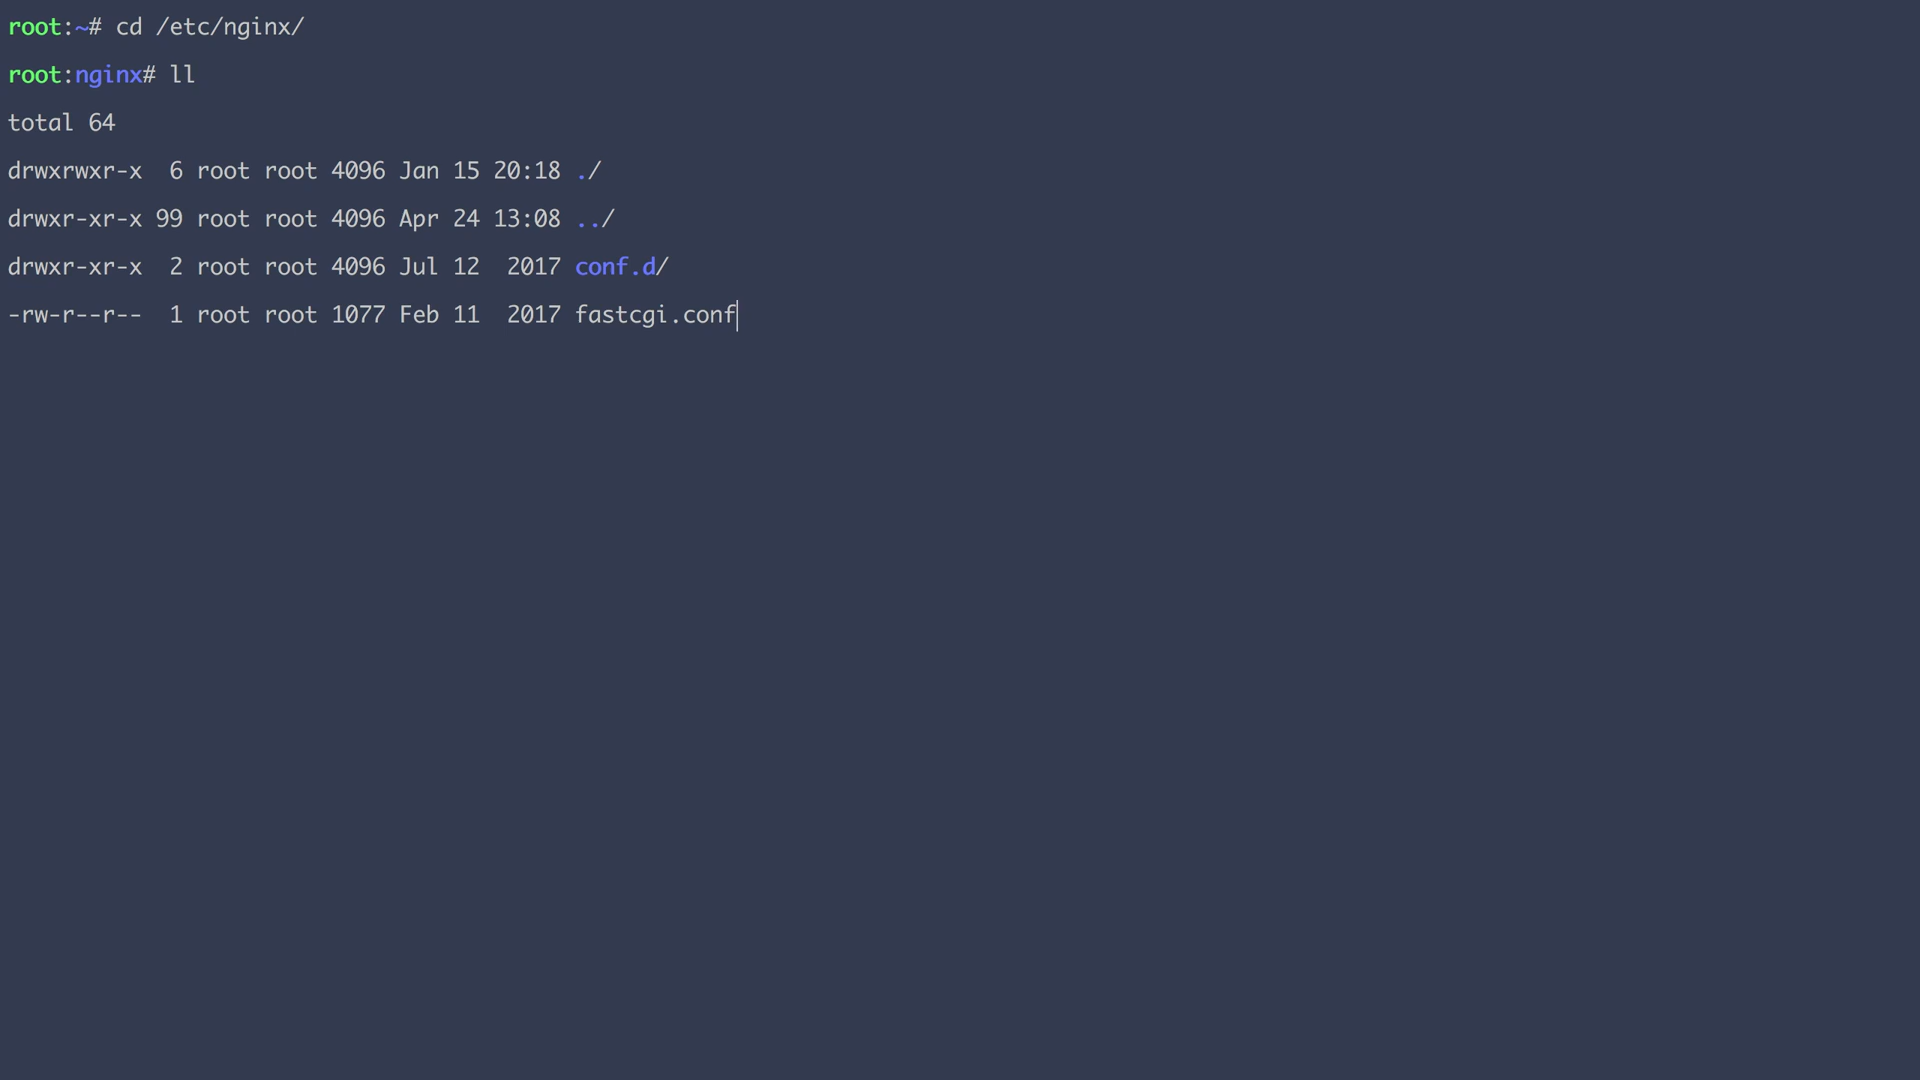 root:~# cd /etc/nginx/
root:nginx# ll
total 64
drwxrwxr-x  6 root root 4096 Jan 15 20:18 ./
drwxr-xr-x 99 root root 4096 Apr 24 13:08 ../
drwxr-xr-x  2 root root 4096 Jul 12  2017 conf.d/
-rw-r--r--  1 root root 1077 Feb 11  2017 fastcgi.conf